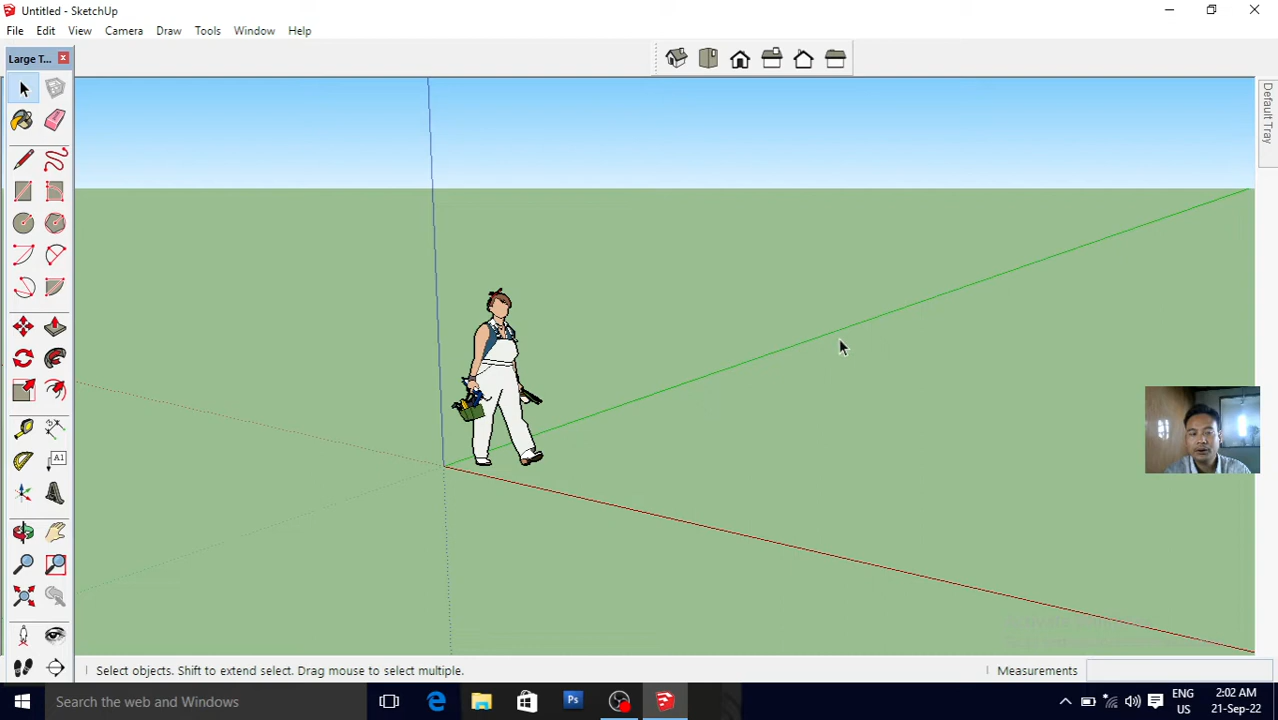 Untitled - SketchUp
File Edit View Camera Draw Tools Window Help
Large T...
Default Tray
A1
Select objects. Shift to extend select. Drag mouse to select multiple.
Measurements
Search the web and Windows
Ps
ENG
US
2:02 AM
21-Sep-22